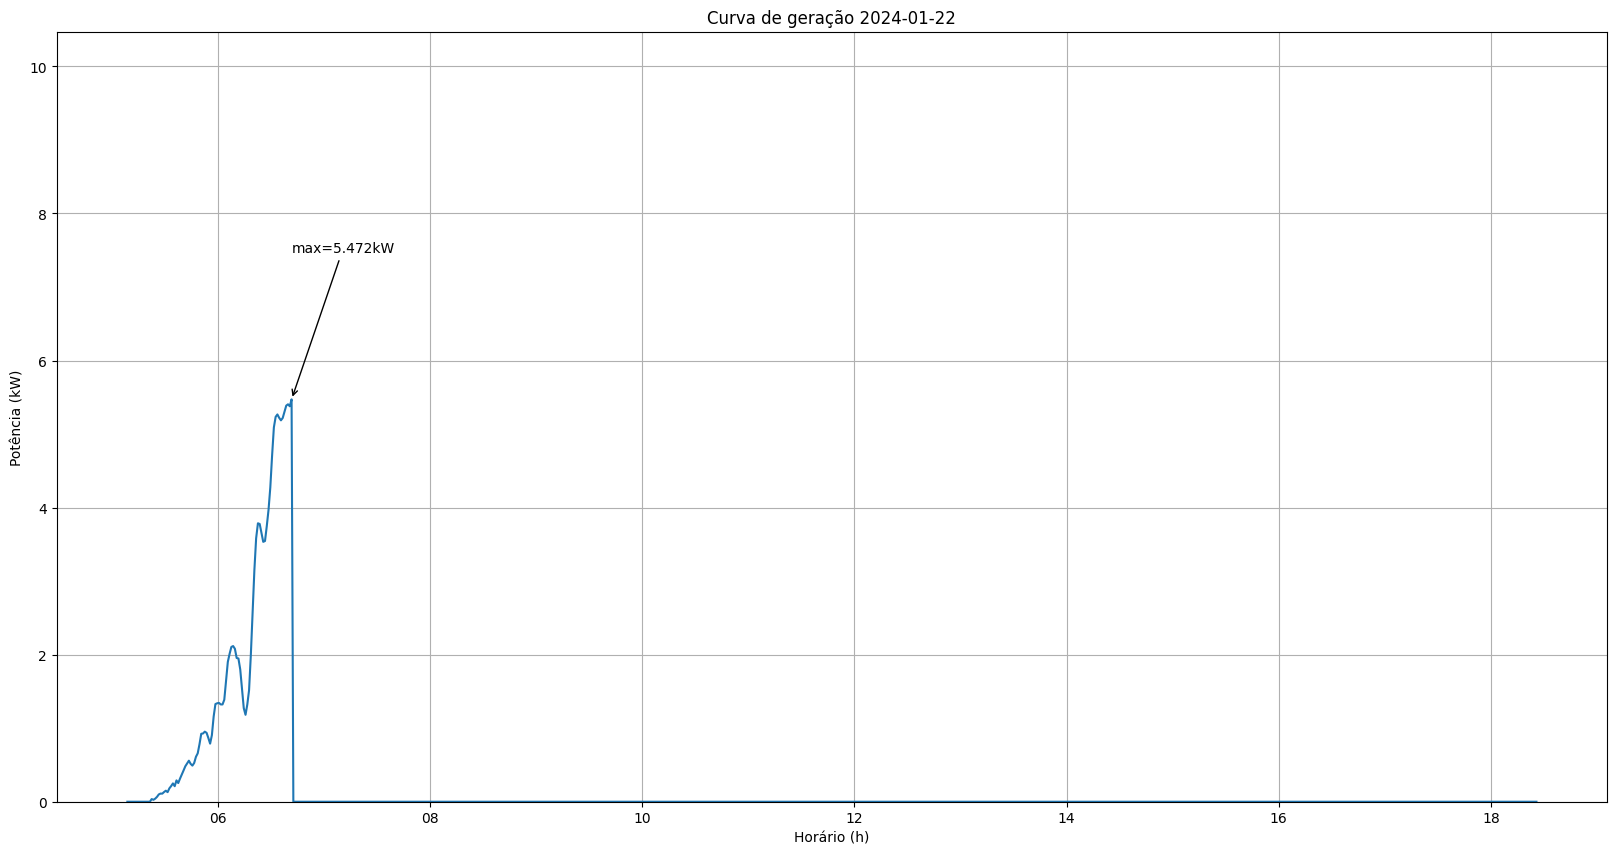 Curva de geração 2024-01-22
10
8
max=5.472kW
6
Potência (kW)
4
2
0
06 08 10 12 14 16 18
Horário (h)